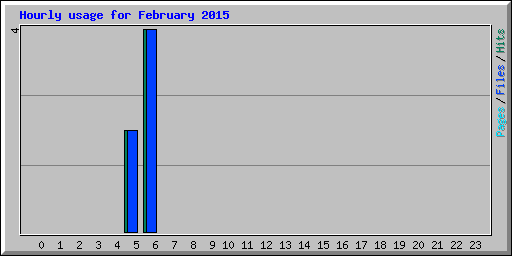 Hourly usage for February 2015
4
Pages/Files/Hits
0 1 2 3 4 5 6 7 8 9 10 11 12 13 14 15 16 17 18 19 20 21 22 23